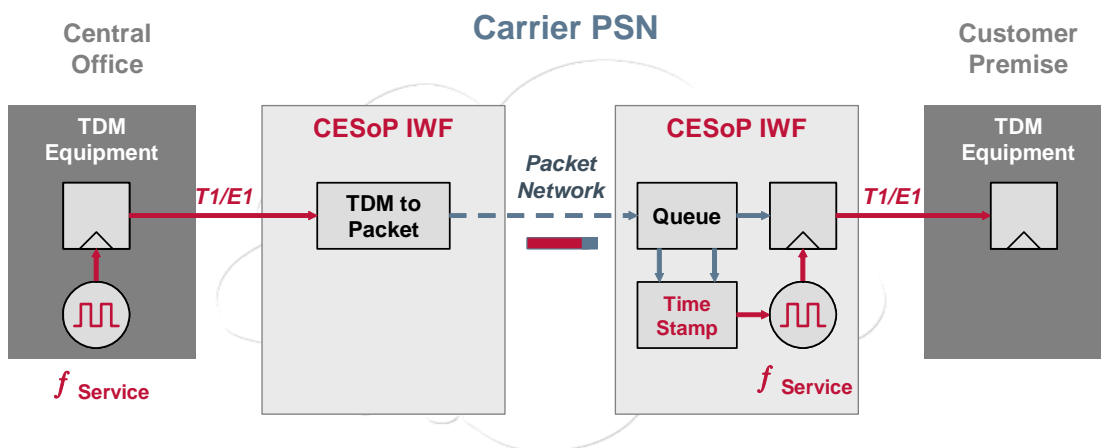 Carrier PSN
Central
Office
Customer
Premise
TDM
Equipment
CESoP IWF
CESoP IWF
TDM
Equipment
T1/E1
TDM to
Packet
Packet
Network
Queue
T1/E1
Time
Stamp
f Service
f Service